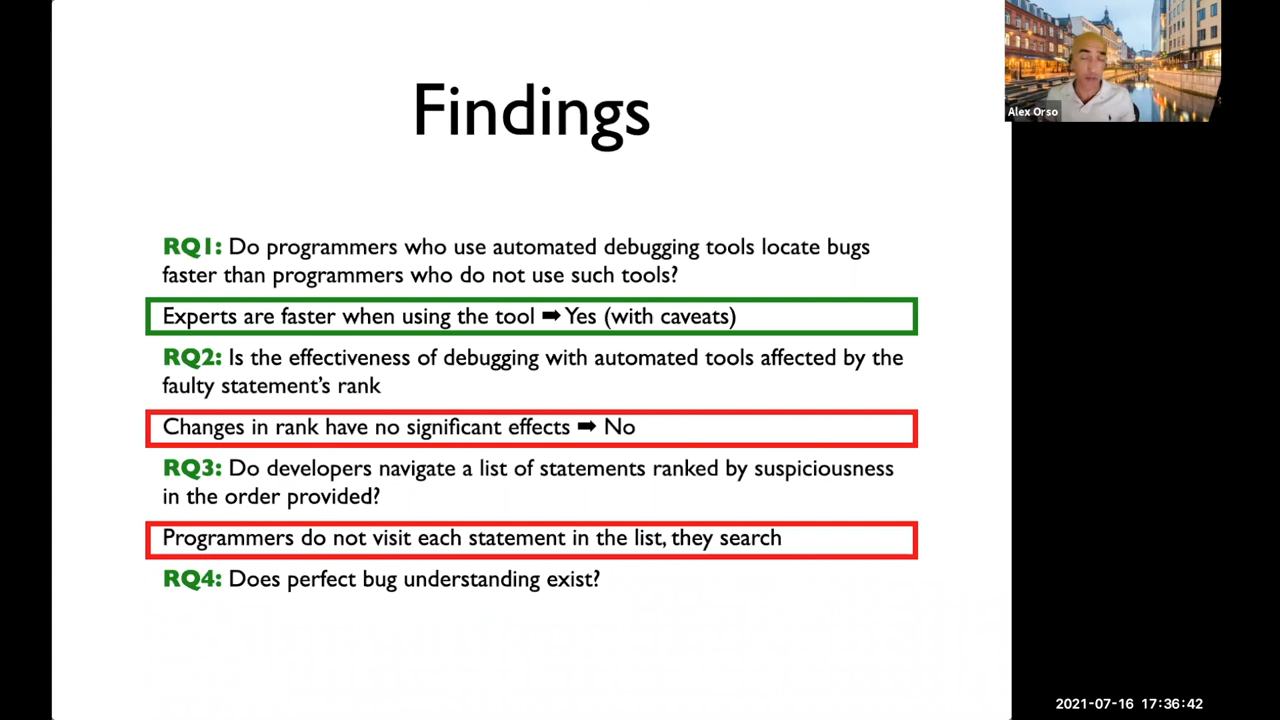 Findings
Alex Orso
RQ1: Do programmers who use automated debugging tools locate bugs
faster than programmers who do not use such tools?
Experts are faster when using the tool ➡ Yes (with caveats)
RQ2: Is the effectiveness of debugging with automated tools affected by the
faulty statement's rank
Changes in rank have no significant effects ➡ No
RQ3: Do developers navigate a list of statements ranked by suspiciousness
in the order provided?
Programmers do not visit each statement in the list, they search
RQ4: Does perfect bug understanding exist?
2021-07-16 17:36:42